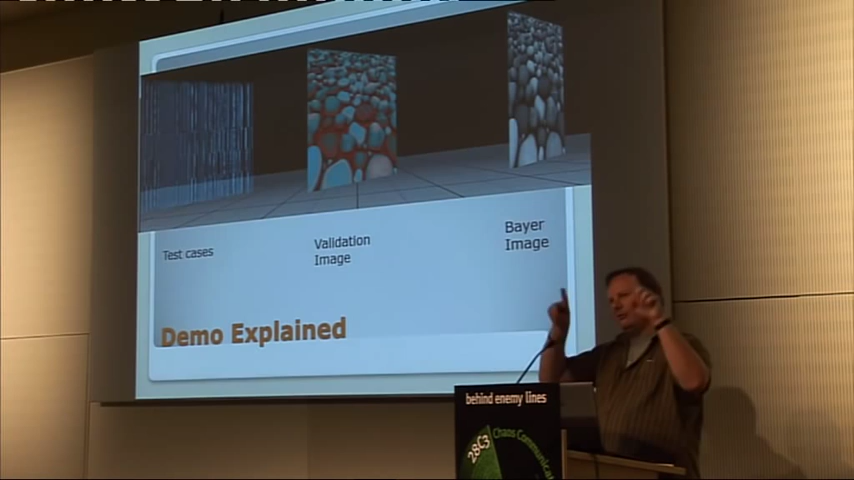 Test cases
Validation
Image
Bayer
Image
Demo Explained
behind enemy lines
28C3
Chaos Communicat